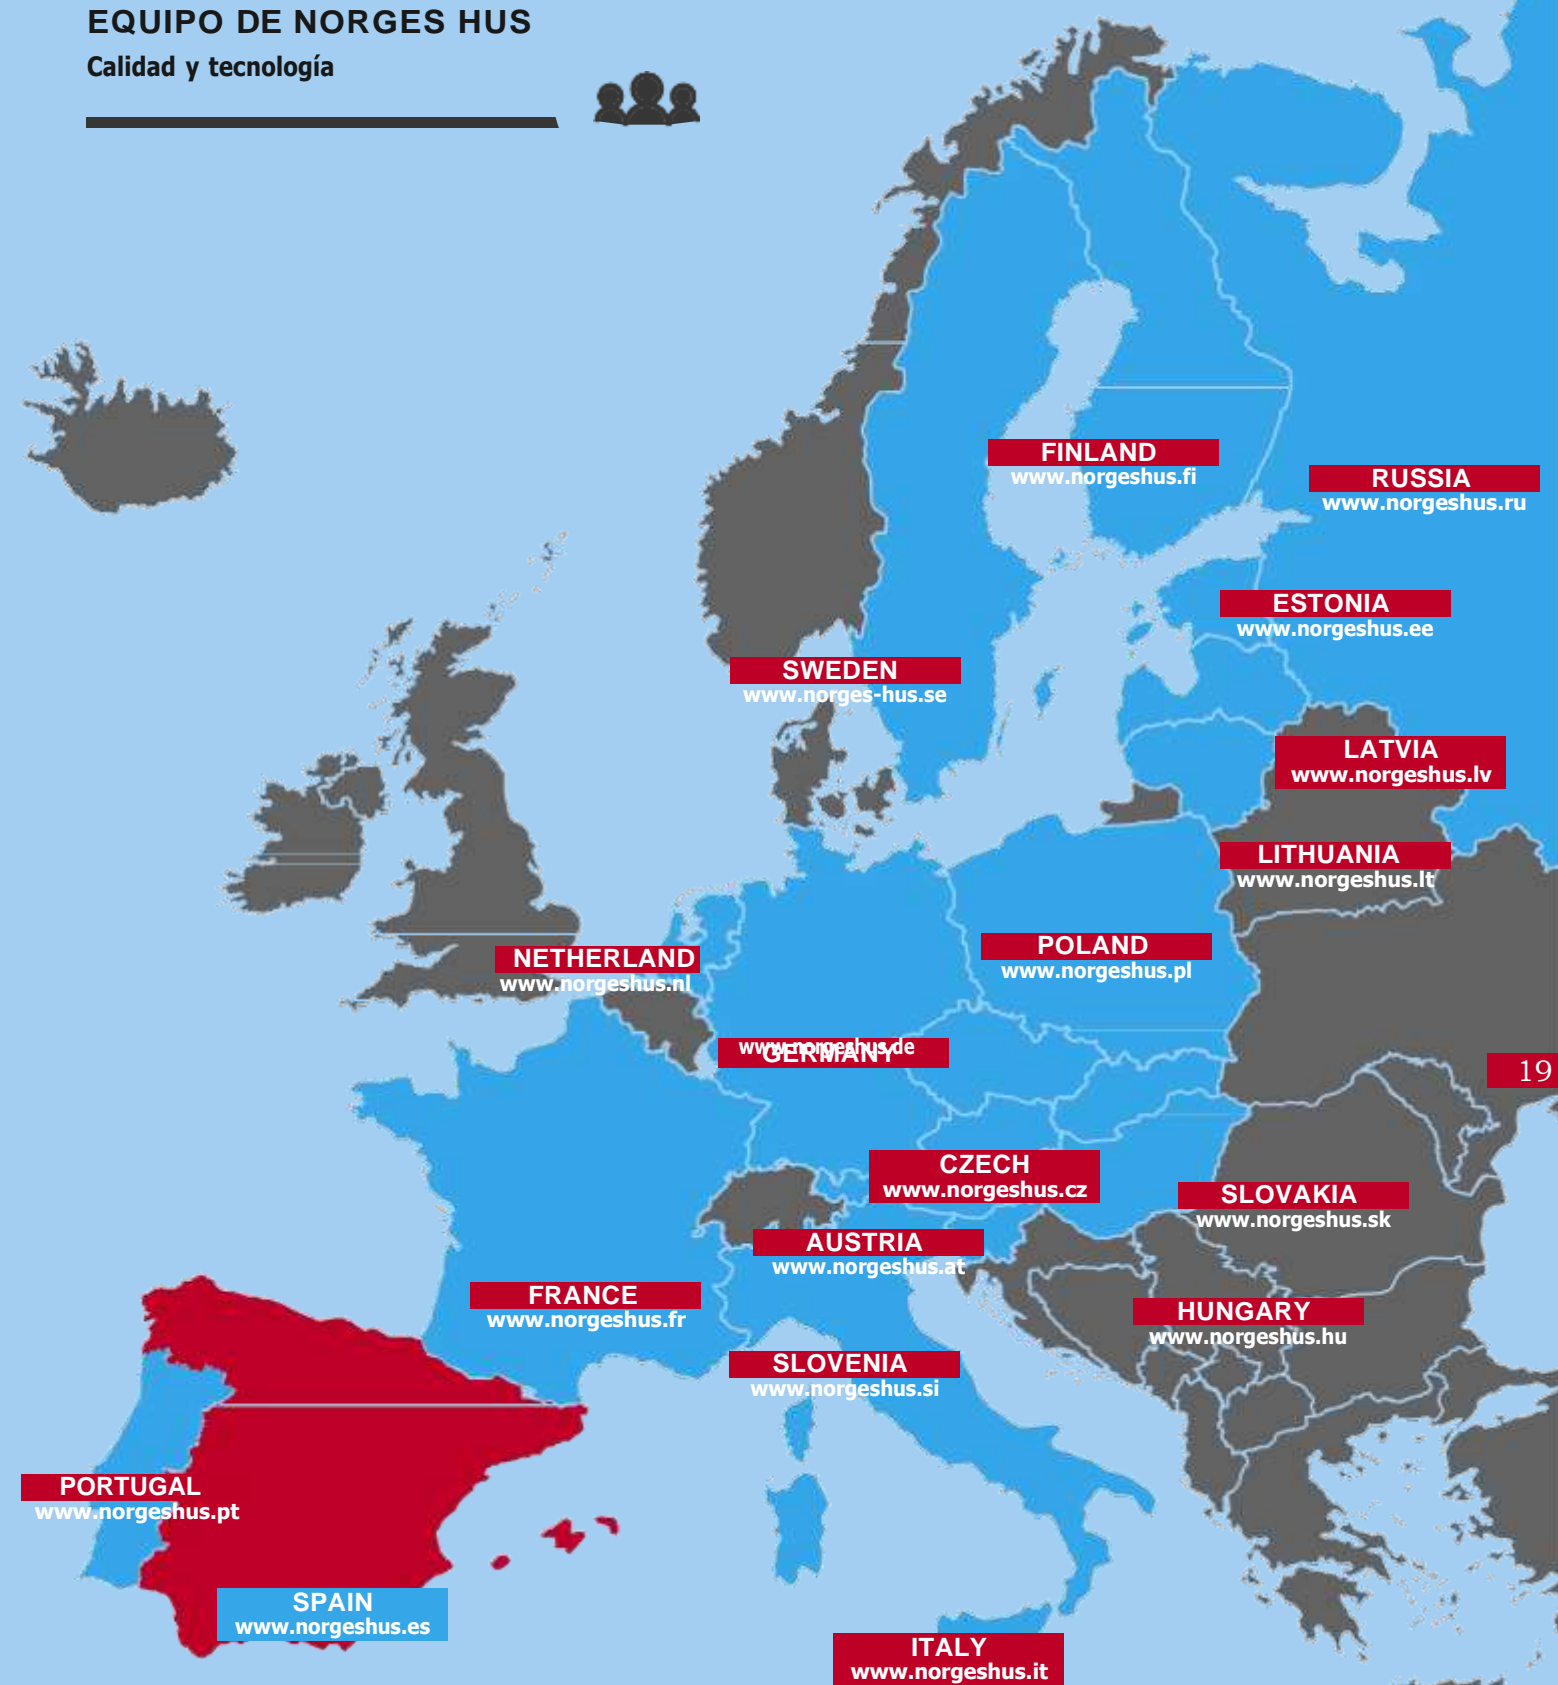 EQUIPO DE NORGES HUS
Calidad y tecnología
FINLAND
www.norgeshus.fi
RUSSIA
www.norgeshus.ru
ESTONIA
www.norgeshus.ee
SWEDEN
www.norges-hus.se
LATVIA
www.norgeshus.lv
LITHUANIA
www.norgeshus.lt
NETHERLAND
www.norgeshus.nl
POLAND
www.norgeshus.pl
www.norgeshus.de
GERMANY
19
CZECH
www.norgeshus.cz
SLOVAKIA
www.norgeshus.sk
AUSTRIA
www.norgeshus.at
FRANCE
www.norgeshus.fr
HUNGARY
www.norgeshus.hu
SLOVENIA
www.norgeshus.si
PORTUGAL
www.norgeshus.pt
SPAIN
www.norgeshus.es
ITALY
www.norgeshus.it